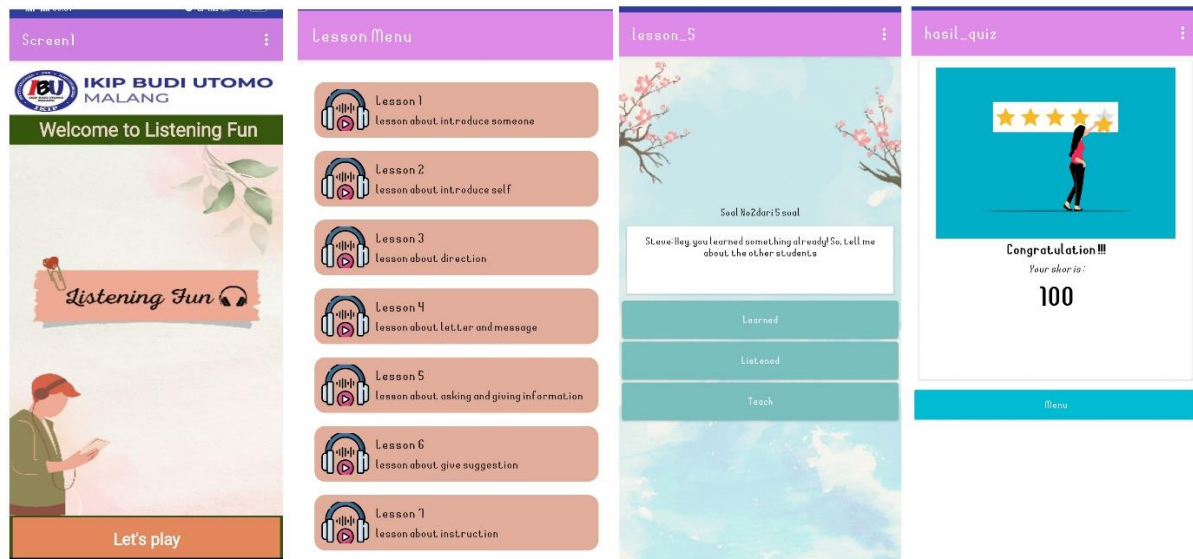 Screen1
IBU
IKIP BUDI UTOMO
MALANG
Welcome to Listening Fun
Listening Fun
Let's play
Lesson Menu
Lesson 1
lesson about introduce someone
Lesson 2
lesson about introduce self
Lesson 3
lesson about direction
Lesson 4
lesson about letter and message
Lesson 5
lesson about asking and giving information
Lesson 6
lesson about give suggestion
Lesson 7
lesson about instruction
lesson_5
Soal No2dari 5 soal
Steve: Hey, you learned something already! So, tell me
about the other students
Learned
Listened
Teach
hasil_quiz
Congratulation !!!
Your skor is :
100
Menu